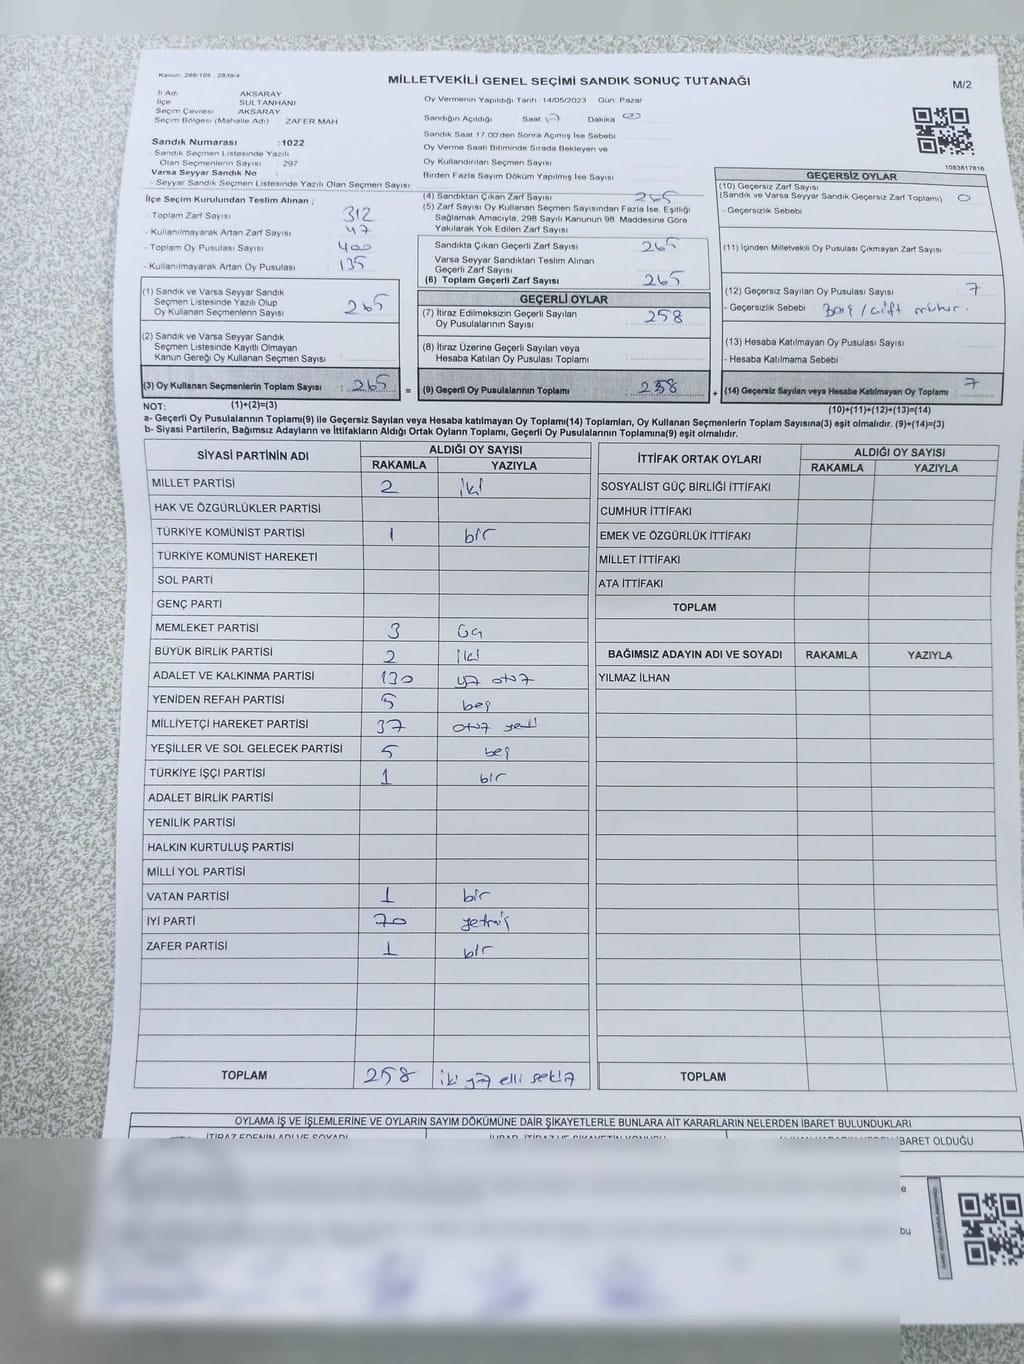 Kanun: 298/105 , 2839/4
MİLLETVEKİLİ GENEL SEÇİMİ SANDIK SONUÇ TUTANAĞI
M/2
İl Adı AKSARAY
İlçe SULTANHANI
Seçim Çevresi AKSARAY
Seçim Bölgesi (Mahalle Adı) ZAFER MAH
Sandık Numarası :1022
- Sandık Seçmen Listesinde Yazılı
Olan Seçmenlerin Sayısı 297
Varsa Seyyar Sandık No :
- Seyyar Sandık Seçmen Listesinde Yazılı Olan Seçmen Sayısı
İlçe Seçim Kurulundan Teslim Alınan ;
- Toplam Zarf Sayısı 312
- Kullanılmayarak Artan Zarf Sayısı 47
- Toplam Oy Pusulası Sayısı 400
- Kullanılmayarak Artan Oy Pusulası 135
Oy Vermenin Yapıldığı Tarih :14/05/2023 Gün: Pazar
Sandığın Açıldığı Saat 17 Dakika 00
Sandık Saat 17:00'den Sonra Açımış İse Sebebi
Oy Verme Saati Bitiminde Sırada Bekleyen ve
Oy Kullandırılan Seçmen Sayısı
Birden Fazla Sayım Döküm Yapılmış İse Sayısı
(4) Sandıktan Çıkan Zarf Sayısı 265
(5) Zarf Sayısı Oy Kullanan Seçmen Sayısından Fazla İse, Eşitliği
Sağlamak Amacıyla, 298 Sayılı Kanunun 98. Maddesine Göre
Yakılarak Yok Edilen Zarf Sayısı
Sandıkta Çıkan Geçerli Zarf Sayısı 265
Varsa Seyyar Sandıktan Teslim Alınan
Geçerli Zarf Sayısı
(6) Toplam Geçerli Zarf Sayısı 265
1083817816
GEÇERSİZ OYLAR
(10) Geçersiz Zarf Sayısı
(Sandık ve Varsa Seyyar Sandık Geçersiz Zarf Toplamı) 0
- Geçersizlik Sebebi
(11) İçinden Milletvekili Oy Pusulası Çıkmayan Zarf Sayısı
(12) Geçersiz Sayılan Oy Pusulası Sayısı 7
- Geçersizlik Sebebi Boş / çift mühür.
(13) Hesaba Katılmayan Oy Pusulası Sayısı
- Hesaba Katılmama Sebebi
(1) Sandık ve Varsa Seyyar Sandık
Seçmen Listesinde Yazılı Olup
Oy Kullanan Seçmenlerin Sayısı 265
(2) Sandık ve Varsa Seyyar Sandık
Seçmen Listesinde Kayıtlı Olmayan
Kanun Gereği Oy Kullanan Seçmen Sayısı
GEÇERLİ OYLAR
(7) İtiraz Edilmeksizin Geçerli Sayılan
Oy Pusulalarının Sayısı 258
(8) İtiraz Üzerine Geçerli Sayılan veya
Hesaba Katılan Oy Pusulası Toplamı
(3) Oy Kullanan Seçmenlerin Toplam Sayısı : 265 = (9) Geçerli Oy Pusulalarının Toplamı : 258 + (14) Geçersiz Sayılan veya Hesaba Katılmayan Oy Toplamı : 7
NOT: (1)+(2)=(3) (10)+(11)+(12)+(13)=(14)
a- Geçerli Oy Pusulalarının Toplamı(9) ile Geçersiz Sayılan veya Hesaba katılmayan Oy Toplamı(14) Toplamları, Oy Kullanan Seçmenlerin Toplam Sayısına(3) eşit olmalıdır. (9)+(14)=(3)
b- Siyasi Partilerin, Bağımsız Adayların ve İttifakların Aldığı Ortak Oyların Toplamı, Geçerli Oy Pusulalarının Toplamına(9) eşit olmalıdır.
SİYASİ PARTİNİN ADI ALDIĞI OY SAYISI
RAKAMLA YAZIYLA
MİLLET PARTİSİ 2 iki
HAK VE ÖZGÜRLÜKLER PARTİSİ
TÜRKİYE KOMÜNİST PARTİSİ 1 bir
TÜRKİYE KOMÜNİST HAREKETİ
SOL PARTİ
GENÇ PARTİ
MEMLEKET PARTİSİ 3 üç
BÜYÜK BİRLİK PARTİSİ 2 iki
ADALET VE KALKINMA PARTİSİ 130 yüz otuz
YENİDEN REFAH PARTİSİ 5 beş
MİLLİYETÇİ HAREKET PARTİSİ 37 otuz yedi
YEŞİLLER VE SOL GELECEK PARTİSİ 5 beş
TÜRKİYE İŞÇİ PARTİSİ 1 bir
ADALET BİRLİK PARTİSİ
YENİLİK PARTİSİ
HALKIN KURTULUŞ PARTİSİ
MİLLİ YOL PARTİSİ
VATAN PARTİSİ 1 bir
İYİ PARTİ 70 yetmiş
ZAFER PARTİSİ 1 bir
TOPLAM 258 iki yüz elli sekiz
İTTİFAK ORTAK OYLARI ALDIĞI OY SAYISI
RAKAMLA YAZIYLA
SOSYALİST GÜÇ BİRLİĞİ İTTİFAKI
CUMHUR İTTİFAKI
EMEK VE ÖZGÜRLÜK İTTİFAKI
MİLLET İTTİFAKI
ATA İTTİFAKI
TOPLAM
BAĞIMSIZ ADAYIN ADI VE SOYADI RAKAMLA YAZIYLA
YILMAZ İLHAN
TOPLAM
OYLAMA İŞ VE İŞLEMLERİNE VE OYLARIN SAYIM DÖKÜMÜNE DAİR ŞİKAYETLERLE BUNLARA AİT KARARLARIN NELERDEN İBARET BULUNDUKLARI
İBARET OLDUĞU
e
bu